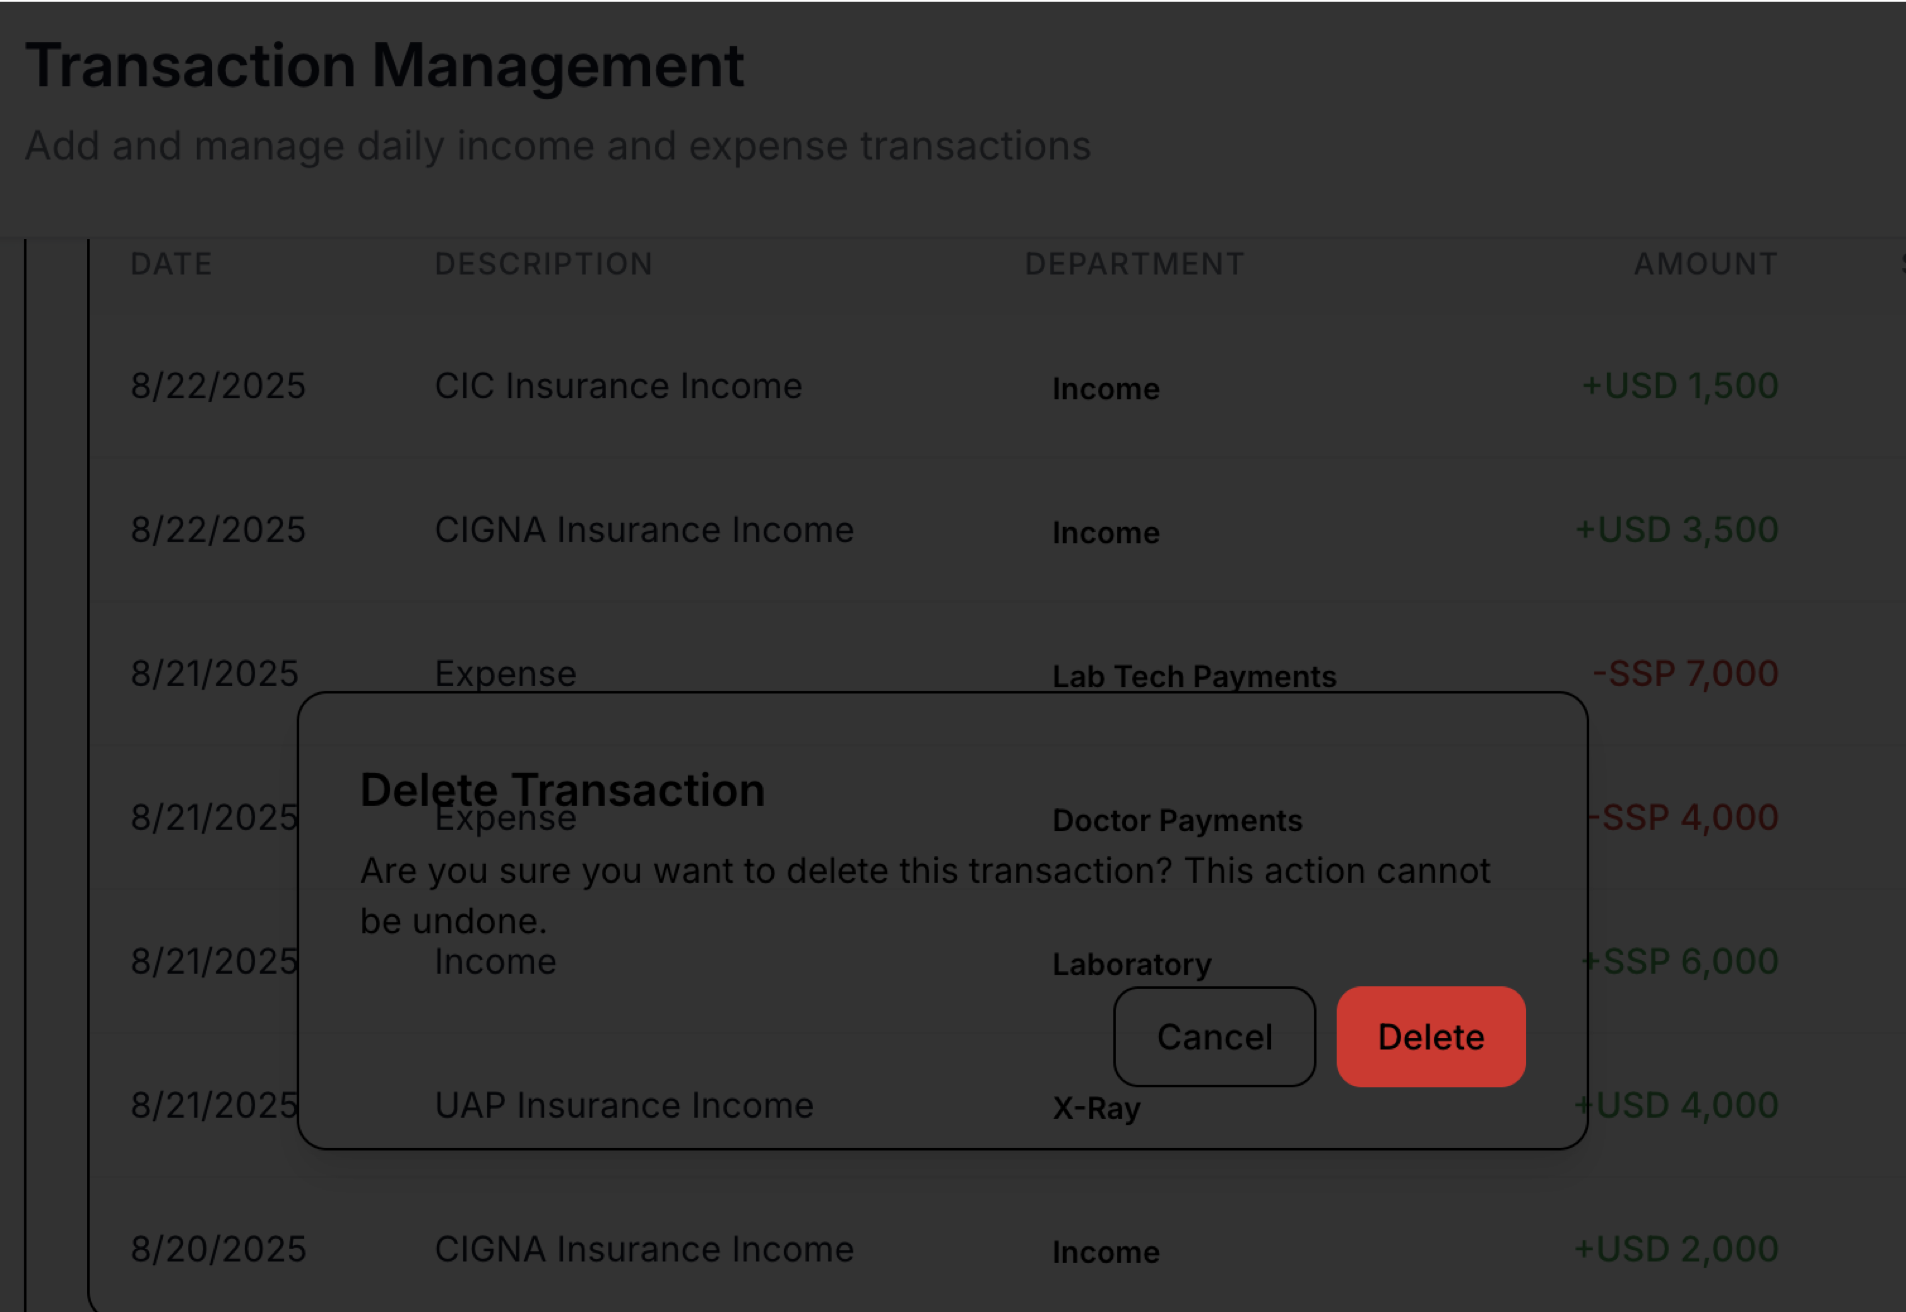 Transaction Management
Add and manage daily income and expense transactions
DATE DESCRIPTION DEPARTMENT AMOUNT
8/22/2025 CIC Insurance Income Income +USD 1,500
8/22/2025 CIGNA Insurance Income Income +USD 3,500
8/21/2025 Expense Lab Tech Payments -SSP 7,000
Delete Transaction
8/21/2025 Expense Doctor Payments -SSP 4,000
Are you sure you want to delete this transaction? This action cannot
be undone.
8/21/2025 Income Laboratory +SSP 6,000
Cancel Delete
8/21/2025 UAP Insurance Income X-Ray +USD 4,000
8/20/2025 CIGNA Insurance Income Income +USD 2,000